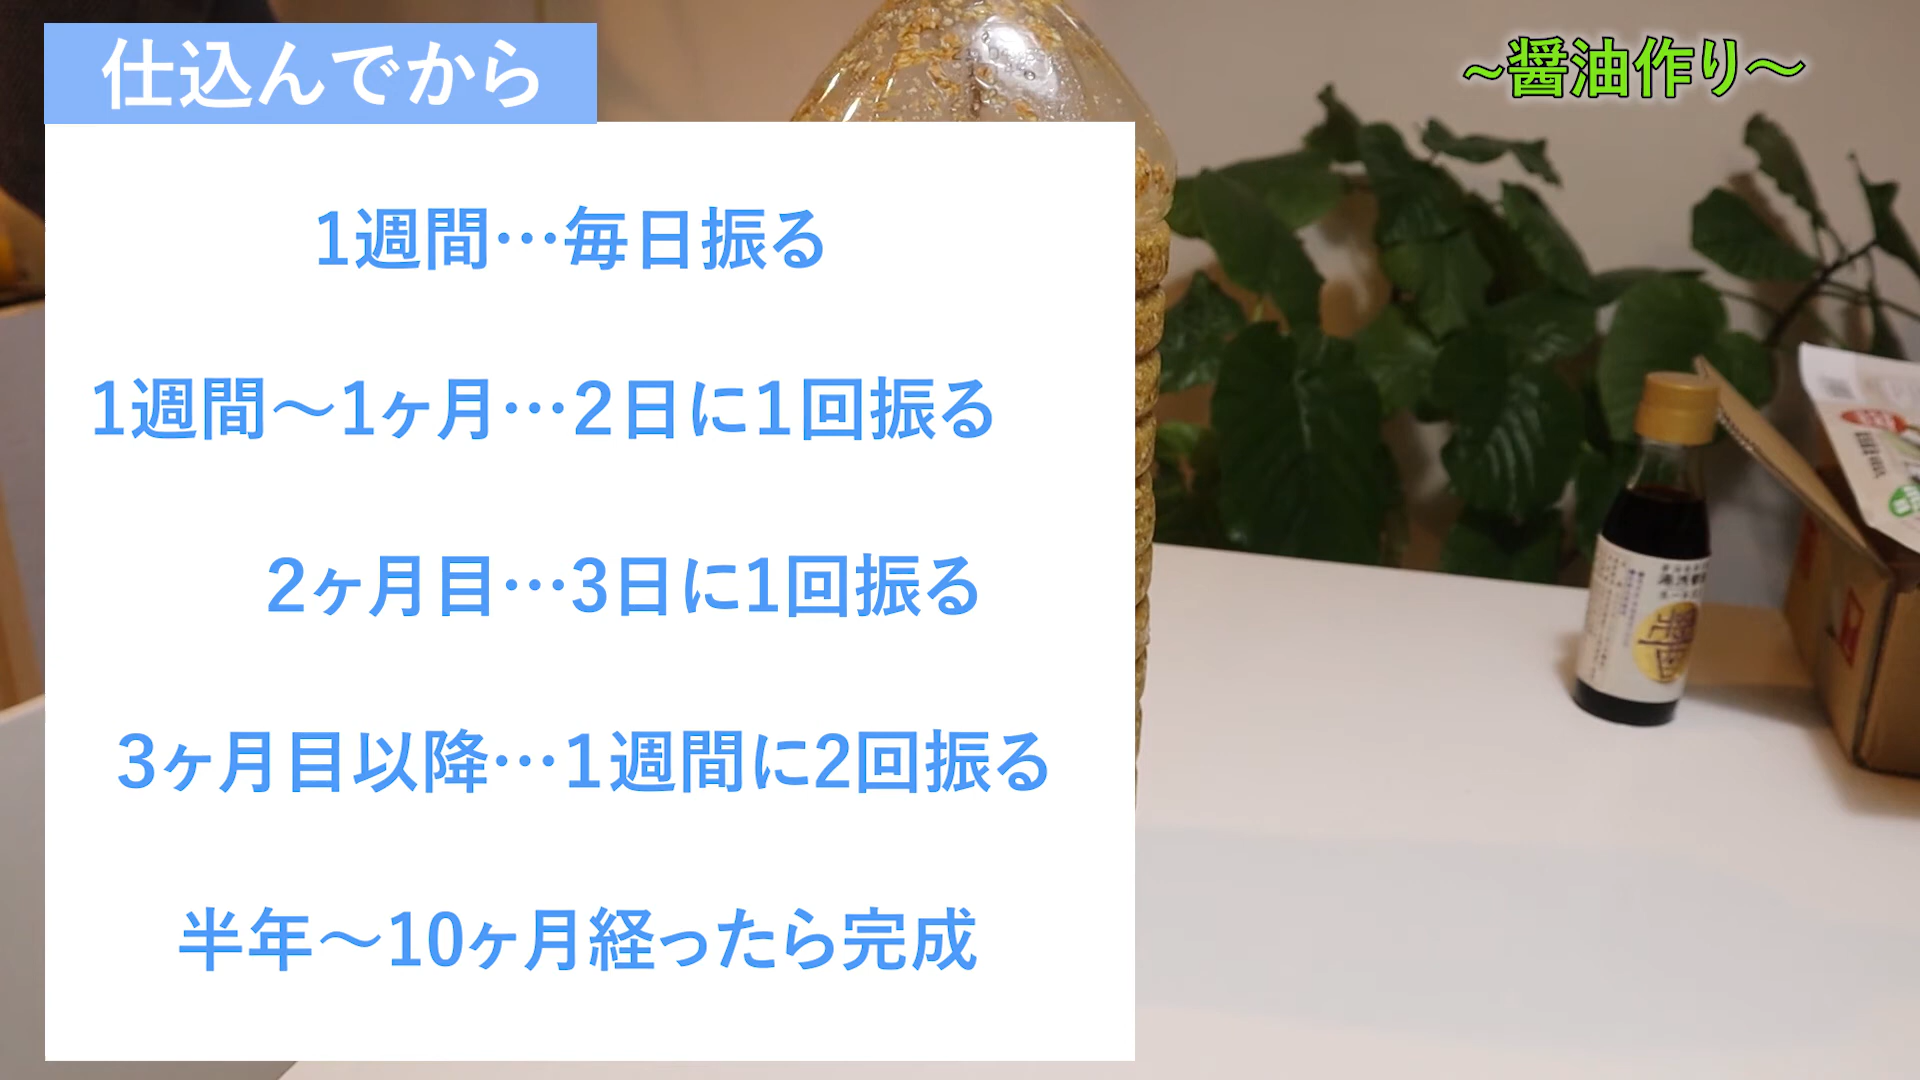 仕込んでから
~醤油作り～
1週間…毎日振る
1週間～1ヶ月…2日に1回振る
2ヶ月目…3日に1回振る
3ヶ月目以降…1週間に2回振る
半年～10ヶ月経ったら完成